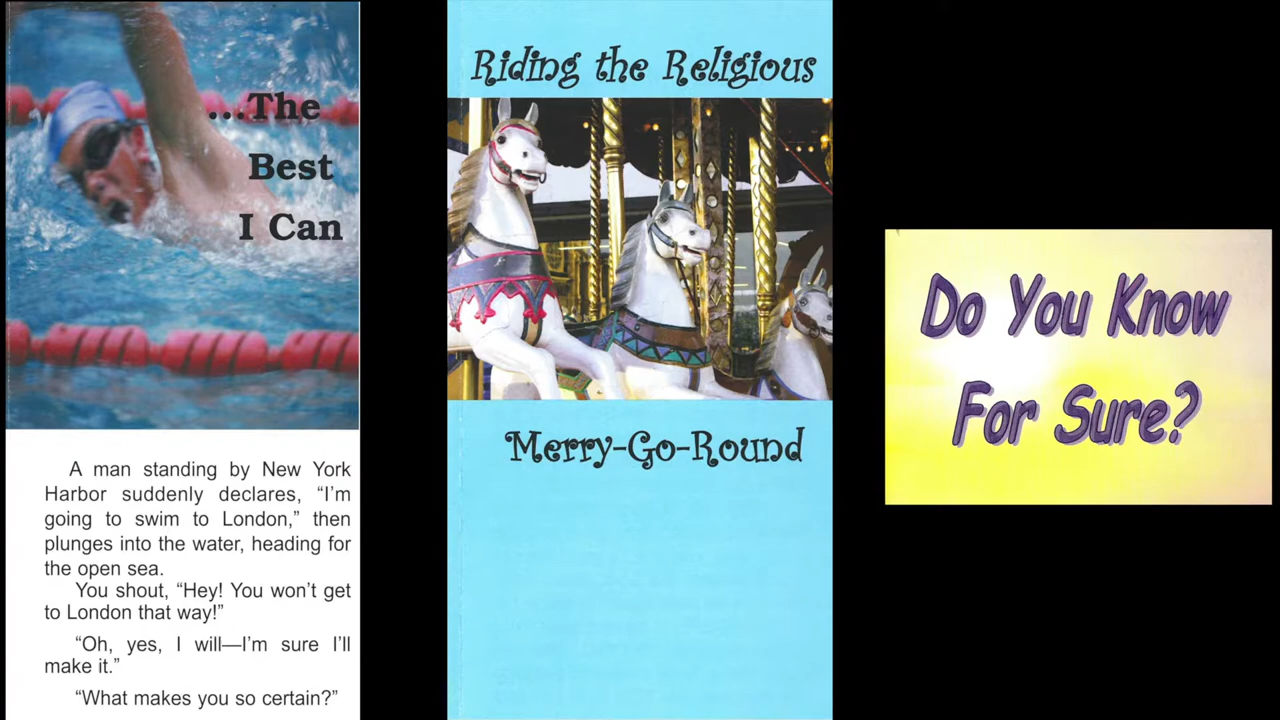 ...The
Best
I Can
A man standing by New York
Harbor suddenly declares, “I’m
going to swim to London,” then
plunges into the water, heading for
the open sea.
You shout, “Hey! You won’t get
to London that way!”
“Oh, yes, I will—I’m sure I’ll
make it.”
“What makes you so certain?”
Riding the Religious
Merry-Go-Round
Do You Know
For Sure?